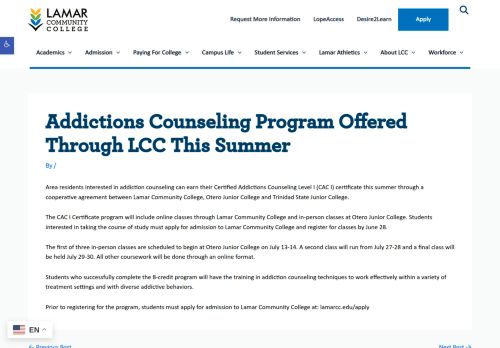 LAMAR
COMMUNITY
COLLEGE
Request More Information LopeAccess Desire2Learn Apply
Academics Admission Paying For College Campus Life Student Services Lamar Athletics About LCC Workforce
Addictions Counseling Program Offered
Through LCC This Summer
By /
Area residents interested in addiction counseling can earn their Certified Addictions Counseling Level I (CAC I) certificate this summer through a
cooperative agreement between Lamar Community College, Otero Junior College and Trinidad State Junior College.
The CAC I Certificate program will include online classes through Lamar Community College and in-person classes at Otero Junior College. Students
interested in taking the course of study must apply for admission to Lamar Community College and register for classes by June 28.
The first of three in-person classes are scheduled to begin at Otero Junior College on July 13-14. A second class will run from July 27-28 and a final class will
be held July 29-30. All other coursework will be done through an online format.
Students who successfully complete the 8-credit program will have the training in addiction counseling techniques to work effectively within a variety of
treatment settings and with diverse addictive behaviors.
Prior to registering for the program, students must apply for admission to Lamar Community College at: lamarcc.edu/apply
EN
← Previous Post Next Post →